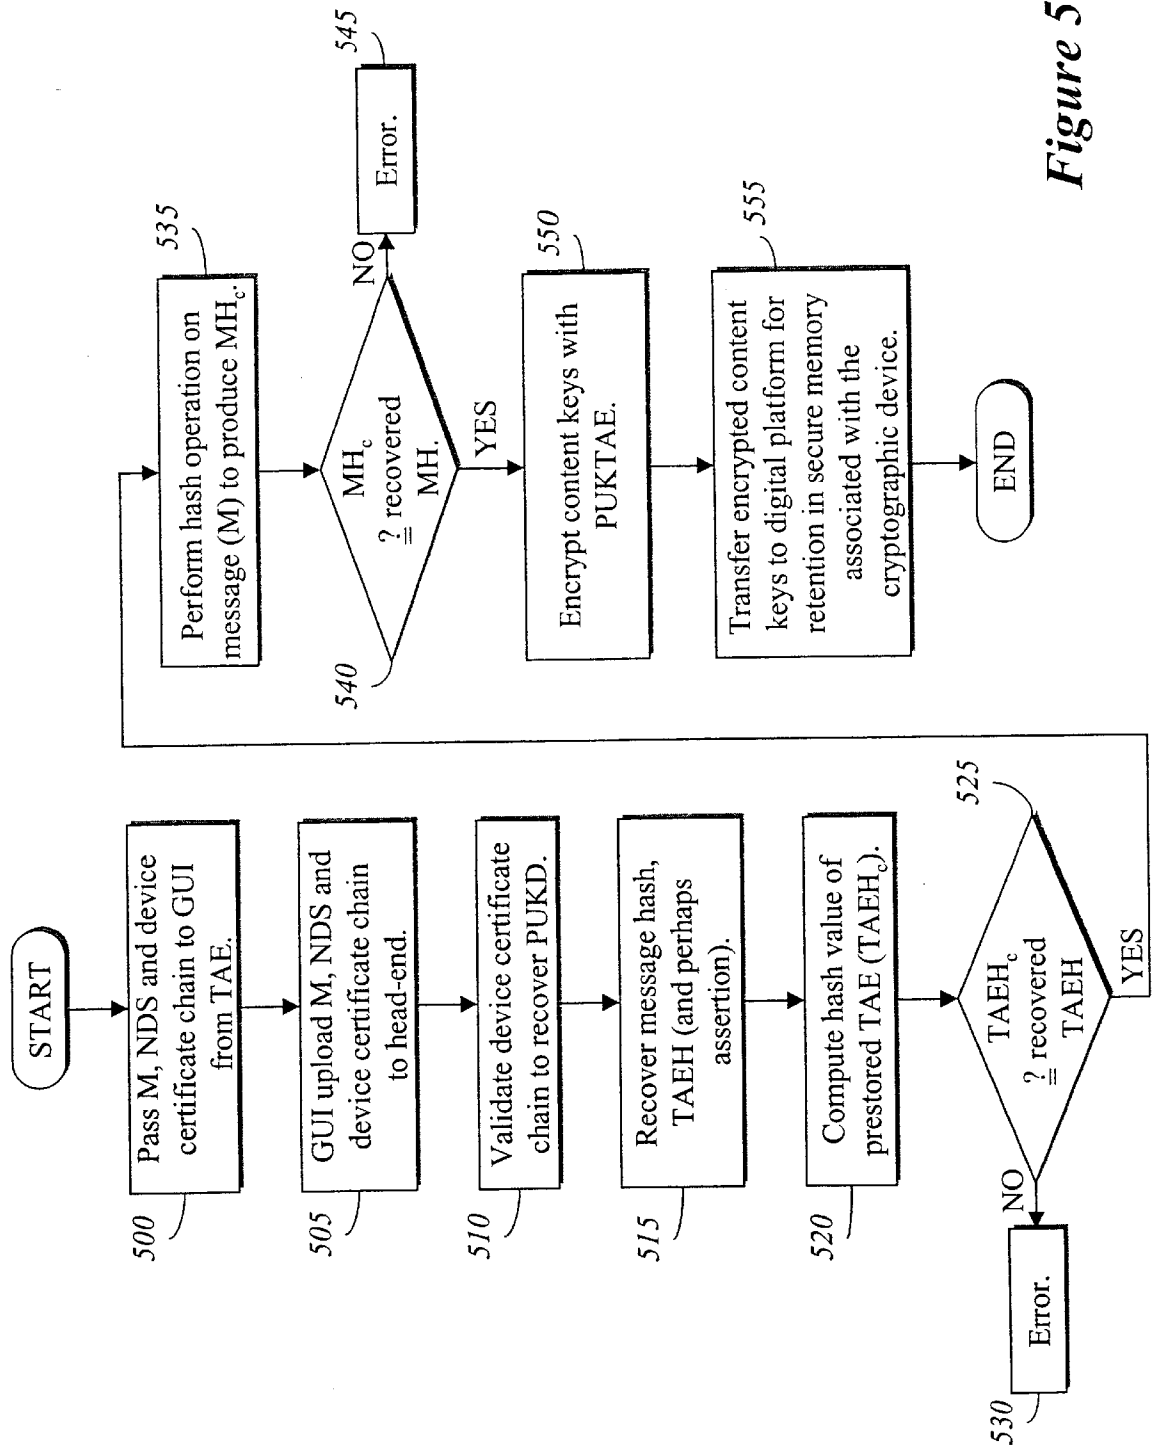 START
500
Pass M, NDS and device
certificate chain to GUI
from TAE.
505
GUI upload M, NDS and
device certificate chain
to head-end.
510
Validate device certificate
chain to recover PUKD.
515
Recover message hash,
TAEH (and perhaps
assertion).
520
Compute hash value of
prestored TAE (TAEHc).
525
TAEHc
≟ recovered
TAEH
NO
530
Error.
YES
535
Perform hash operation on
message (M) to produce MHc.
540
MHc
≟ recovered
MH.
NO
545
Error.
YES
550
Encrypt content keys with
PUKTAE.
555
Transfer encrypted content
keys to digital platform for
retention in secure memory
associated with the
cryptographic device.
END
Figure 5